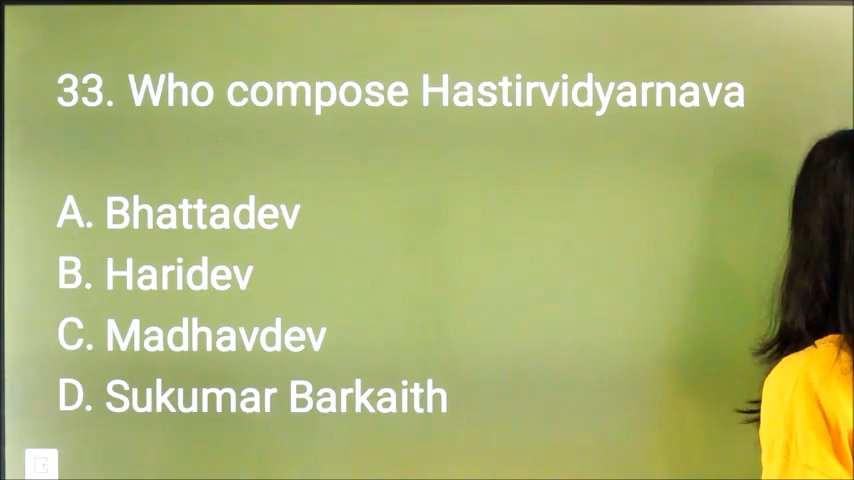 33. Who compose Hastirvidyarnava
A. Bhattadev
B. Haridev
C. Madhavdev
D. Sukumar Barkaith